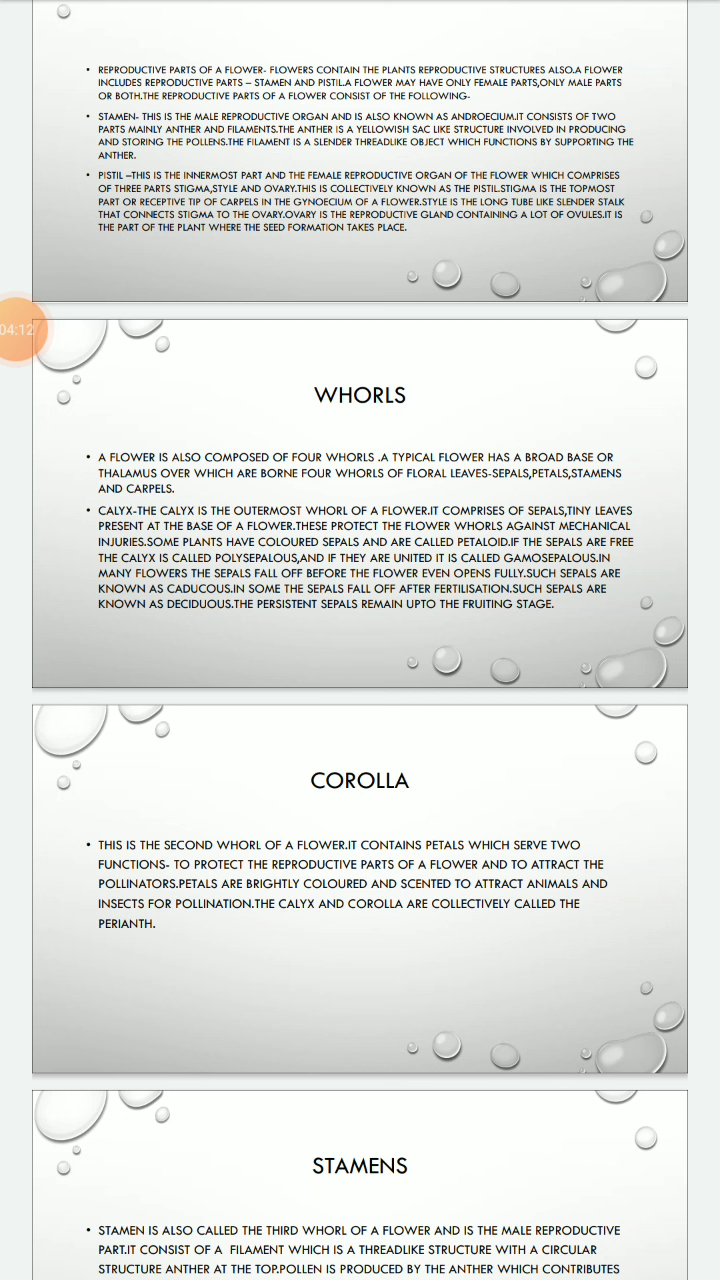 • REPRODUCTIVE PARTS OF A FLOWER- FLOWERS CONTAIN THE PLANTS REPRODUCTIVE STRUCTURES ALSO.A FLOWER
INCLUDES REPRODUCTIVE PARTS – STAMEN AND PISTIL.A FLOWER MAY HAVE ONLY FEMALE PARTS,ONLY MALE PARTS
OR BOTH.THE REPRODUCTIVE PARTS OF A FLOWER CONSIST OF THE FOLLOWING-
• STAMEN- THIS IS THE MALE REPRODUCTIVE ORGAN AND IS ALSO KNOWN AS ANDROECIUM.IT CONSISTS OF TWO
PARTS MAINLY ANTHER AND FILAMENTS.THE ANTHER IS A YELLOWISH SAC LIKE STRUCTURE INVOLVED IN PRODUCING
AND STORING THE POLLENS.THE FILAMENT IS A SLENDER THREADLIKE OBJECT WHICH FUNCTIONS BY SUPPORTING THE
ANTHER.
• PISTIL –THIS IS THE INNERMOST PART AND THE FEMALE REPRODUCTIVE ORGAN OF THE FLOWER WHICH COMPRISES
OF THREE PARTS STIGMA,STYLE AND OVARY.THIS IS COLLECTIVELY KNOWN AS THE PISTIL.STIGMA IS THE TOPMOST
PART OR RECEPTIVE TIP OF CARPELS IN THE GYNOECIUM OF A FLOWER.STYLE IS THE LONG TUBE LIKE SLENDER STALK
THAT CONNECTS STIGMA TO THE OVARY.OVARY IS THE REPRODUCTIVE GLAND CONTAINING A LOT OF OVULES.IT IS
THE PART OF THE PLANT WHERE THE SEED FORMATION TAKES PLACE.
04:12
WHORLS
• A FLOWER IS ALSO COMPOSED OF FOUR WHORLS .A TYPICAL FLOWER HAS A BROAD BASE OR
THALAMUS OVER WHICH ARE BORNE FOUR WHORLS OF FLORAL LEAVES-SEPALS,PETALS,STAMENS
AND CARPELS.
• CALYX-THE CALYX IS THE OUTERMOST WHORL OF A FLOWER.IT COMPRISES OF SEPALS,TINY LEAVES
PRESENT AT THE BASE OF A FLOWER.THESE PROTECT THE FLOWER WHORLS AGAINST MECHANICAL
INJURIES.SOME PLANTS HAVE COLOURED SEPALS AND ARE CALLED PETALOID.IF THE SEPALS ARE FREE
THE CALYX IS CALLED POLYSEPALOUS,AND IF THEY ARE UNITED IT IS CALLED GAMOSEPALOUS.IN
MANY FLOWERS THE SEPALS FALL OFF BEFORE THE FLOWER EVEN OPENS FULLY.SUCH SEPALS ARE
KNOWN AS CADUCOUS.IN SOME THE SEPALS FALL OFF AFTER FERTILISATION.SUCH SEPALS ARE
KNOWN AS DECIDUOUS.THE PERSISTENT SEPALS REMAIN UPTO THE FRUITING STAGE.
COROLLA
• THIS IS THE SECOND WHORL OF A FLOWER.IT CONTAINS PETALS WHICH SERVE TWO
FUNCTIONS- TO PROTECT THE REPRODUCTIVE PARTS OF A FLOWER AND TO ATTRACT THE
POLLINATORS.PETALS ARE BRIGHTLY COLOURED AND SCENTED TO ATTRACT ANIMALS AND
INSECTS FOR POLLINATION.THE CALYX AND COROLLA ARE COLLECTIVELY CALLED THE
PERIANTH.
STAMENS
• STAMEN IS ALSO CALLED THE THIRD WHORL OF A FLOWER AND IS THE MALE REPRODUCTIVE
PART.IT CONSIST OF A  FILAMENT WHICH IS A THREADLIKE STRUCTURE WITH A CIRCULAR
STRUCTURE ANTHER AT THE TOP.POLLEN IS PRODUCED BY THE ANTHER WHICH CONTRIBUTES